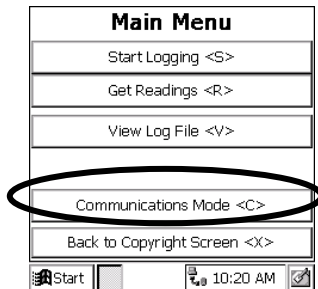 Main Menu
Start Logging <S>
Get Readings <R>
View Log File <V>
Communications Mode <C>
Back to Copyright Screen <X>
Start 10:20 AM